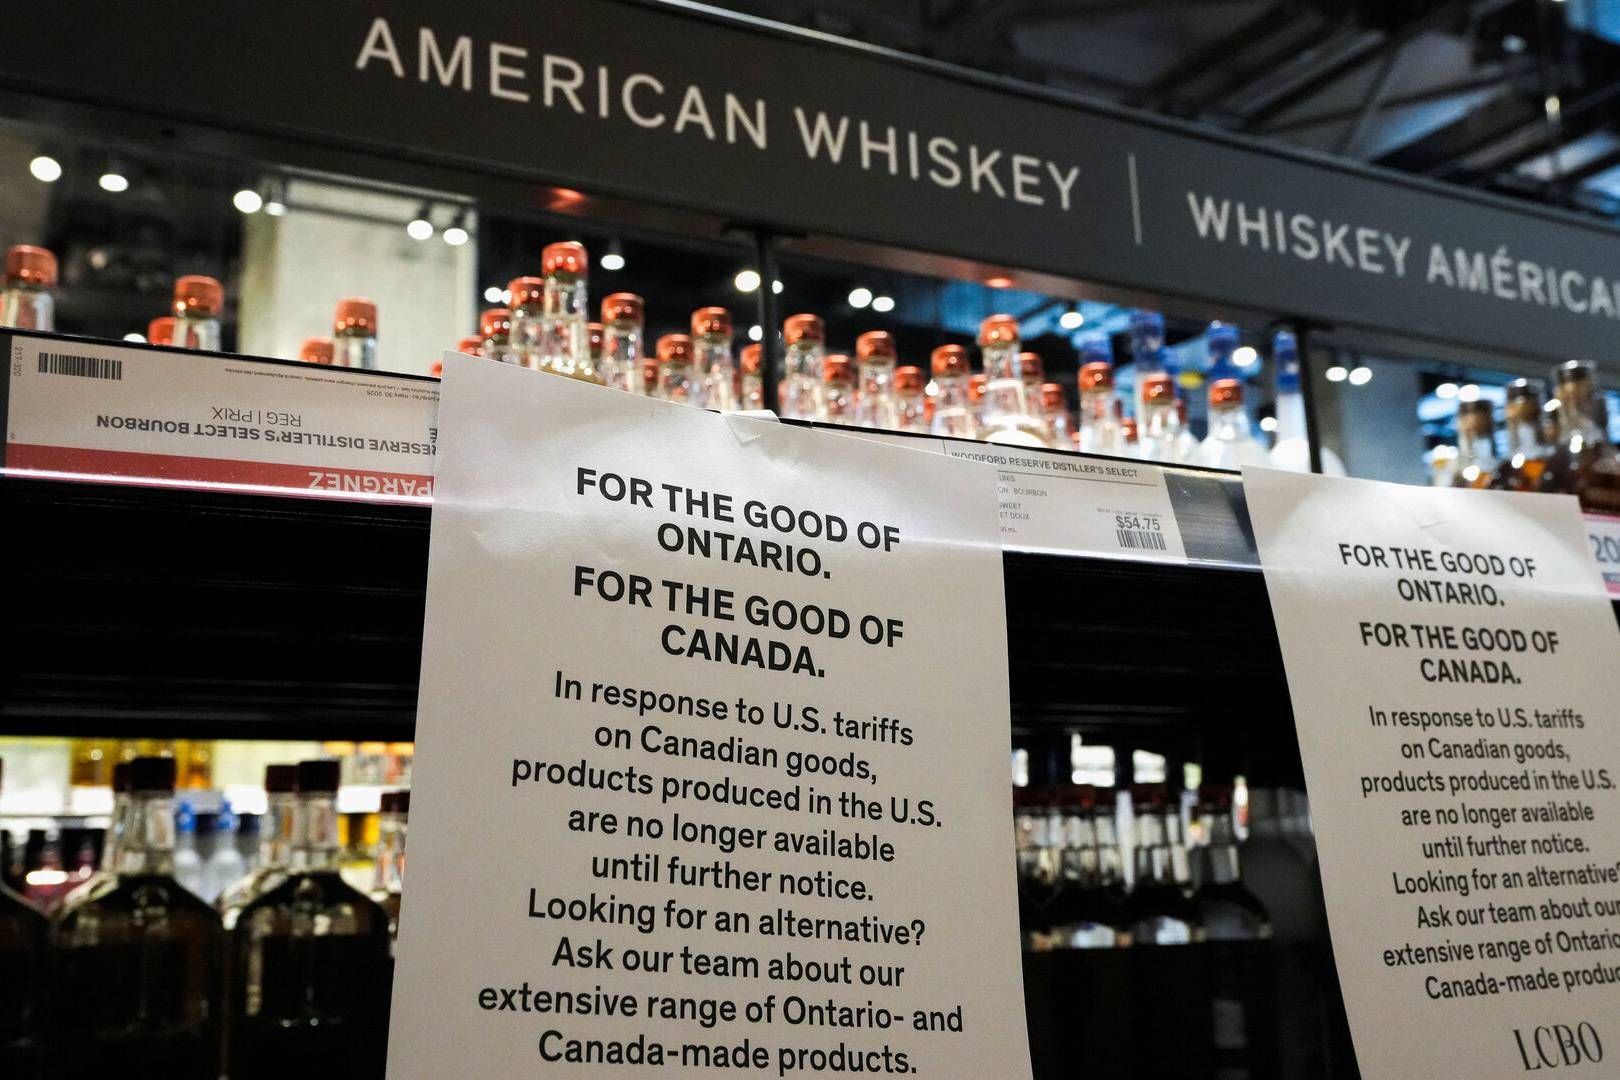 AMERICAN WHISKEY | WHISKEY AMÉRICA
RESERVE DISTILLER'S SELECT BOURBON
REG | PRIX
ÉPARGNEZ
FOR THE GOOD OF
ONTARIO.
FOR THE GOOD OF
CANADA.
In response to U.S. tariffs
on Canadian goods,
products produced in the U.S.
are no longer available
until further notice.
Looking for an alternative?
Ask our team about our
extensive range of Ontario- and
Canada-made products.
WOODFORD RESERVE DISTILLER'S SELECT
BOURBON
$54.75
FOR THE GOOD OF
ONTARIO.
FOR THE GOOD OF
CANADA.
In response to U.S. tariffs
on Canadian goods,
products produced in the U.S.
are no longer available
until further notice.
Looking for an alternative?
Ask our team about our
extensive range of Ontario
Canada-made produc
LCBO
20